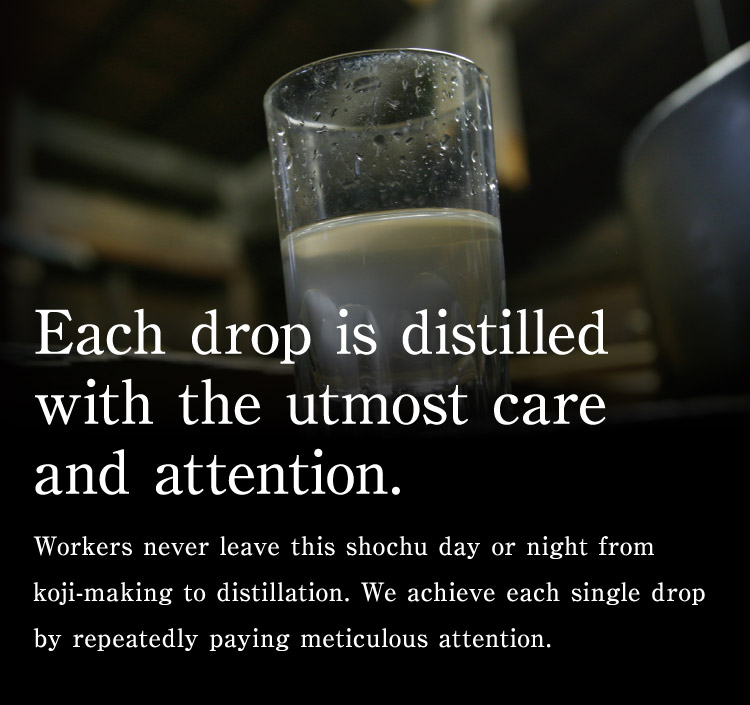 Each drop is distilled
with the utmost care
and attention.
Workers never leave this shochu day or night from
koji-making to distillation. We achieve each single drop
by repeatedly paying meticulous attention.